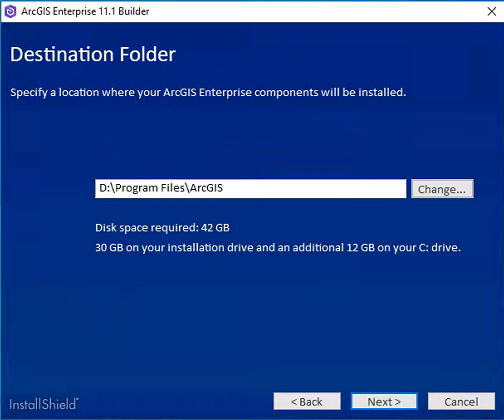 ArcGIS Enterprise 11.1 Builder
Destination Folder
Specify a location where your ArcGIS Enterprise components will be installed.
D:\Program Files\ArcGIS
Change...
Disk space required: 42 GB
30 GB on your installation drive and an additional 12 GB on your C: drive.
InstallShield
< Back
Next >
Cancel